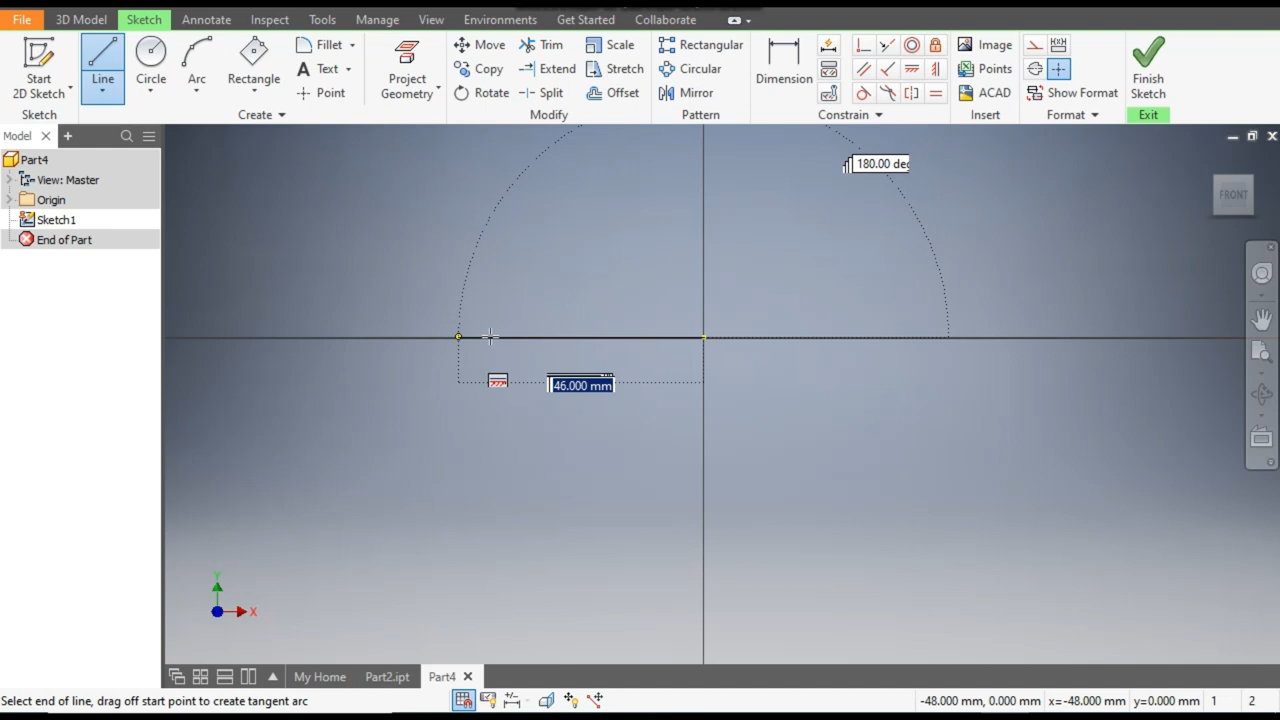 File 3D Model Sketch Annotate Inspect Tools Manage View Environments Get Started Collaborate
Start 2D Sketch
Line
Circle
Arc
Rectangle
Fillet
Text
Point
Project Geometry
Move Trim Scale
Copy Extend Stretch
Rotate Split Offset
Rectangular
Circular
Mirror
Dimension
Image
Points
ACAD
Show Format
Finish Sketch
Sketch Create Modify Pattern Constrain Insert Format Exit
Model
Part4
View: Master
Origin
Sketch1
End of Part
180.00 deg
FRONT
46.000 mm
Y
X
My Home Part2.ipt Part4
Select end of line, drag off start point to create tangent arc
-48.000 mm, 0.000 mm x=-48.000 mm y=0.000 mm 1 2